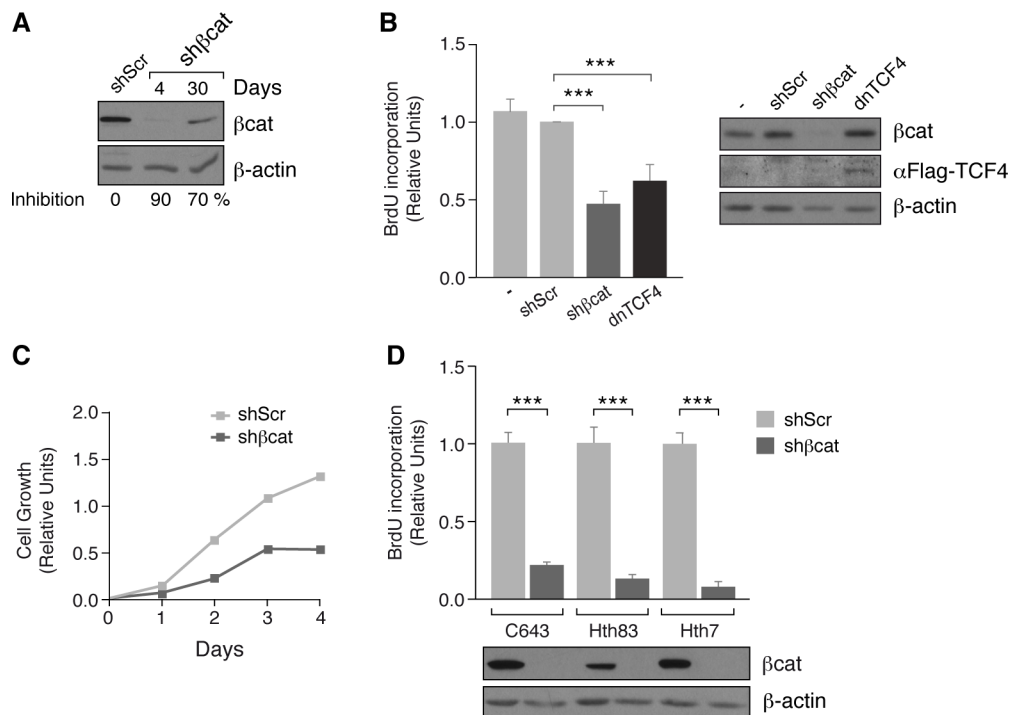 A
shScr
shβcat
4 30 Days
βcat
β-actin
Inhibition 0 90 70 %
B
BrdU incorporation
(Relative Units)
1.5
1.0
0.5
0.0
***
***
-
shScr
shβcat
dnTCF4
-
shScr
shβcat
dnTCF4
βcat
αFlag-TCF4
β-actin
C
Cell Growth
(Relative Units)
2.0
1.5
1.0
0.5
0.0
shScr
shβcat
0 1 2 3 4
Days
D
BrdU incorporation
(Relative Units)
1.5
1.0
0.5
0.0
*** *** ***
shScr
shβcat
C643 Hth83 Hth7
βcat
β-actin